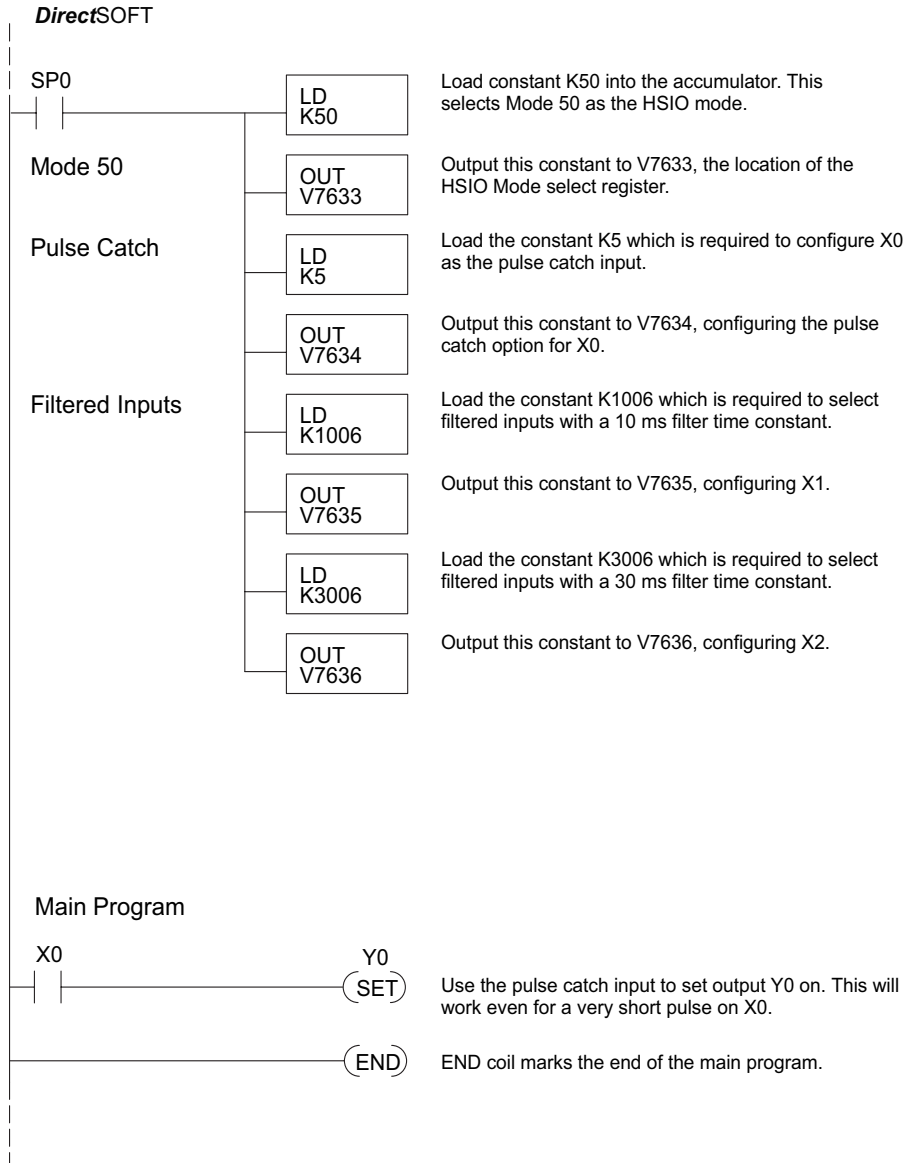 DirectSOFT
SP0
LD
K50
Load constant K50 into the accumulator. This
selects Mode 50 as the HSIO mode.
Mode 50
OUT
V7633
Output this constant to V7633, the location of the
HSIO Mode select register.
Pulse Catch
LD
K5
Load the constant K5 which is required to configure X0
as the pulse catch input.
OUT
V7634
Output this constant to V7634, configuring the pulse
catch option for X0.
Filtered Inputs
LD
K1006
Load the constant K1006 which is required to select
filtered inputs with a 10 ms filter time constant.
OUT
V7635
Output this constant to V7635, configuring X1.
LD
K3006
Load the constant K3006 which is required to select
filtered inputs with a 30 ms filter time constant.
OUT
V7636
Output this constant to V7636, configuring X2.
Main Program
X0
Y0
SET
Use the pulse catch input to set output Y0 on. This will
work even for a very short pulse on X0.
END
END coil marks the end of the main program.